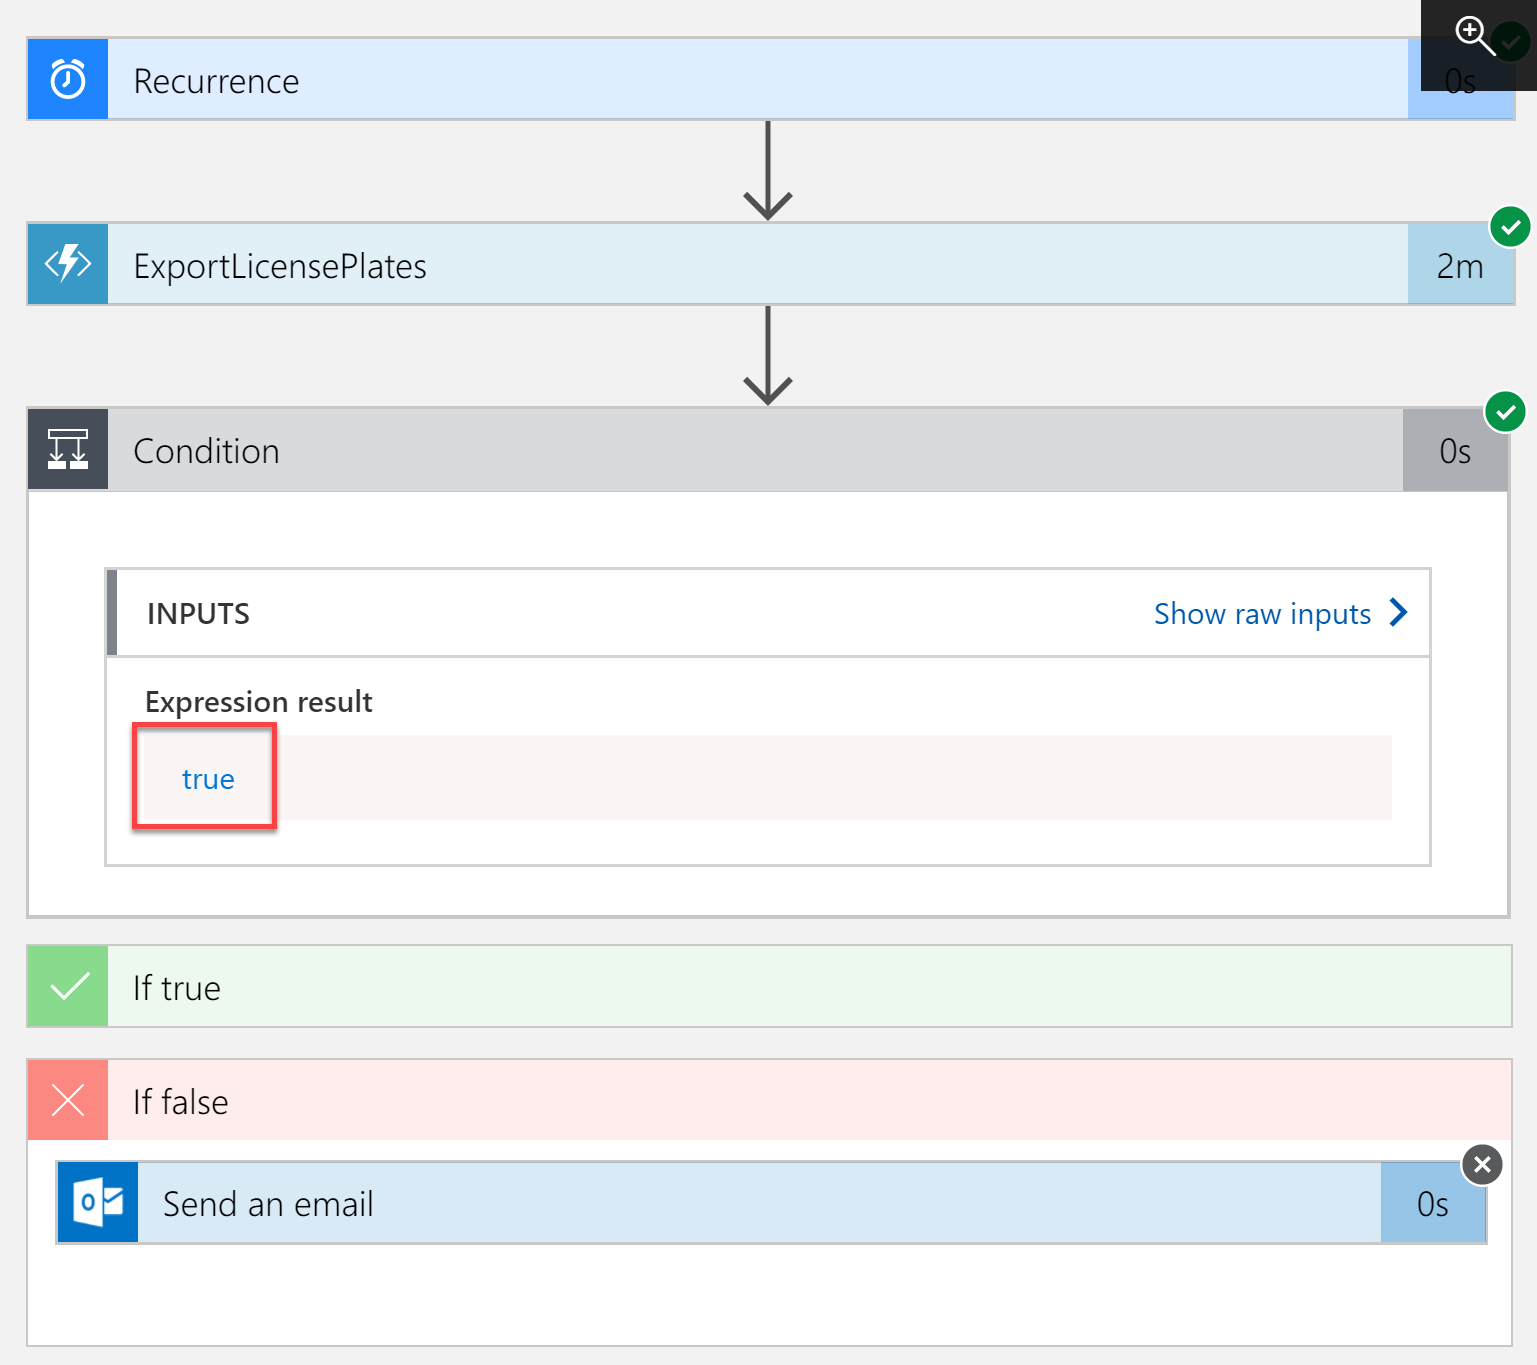 Recurrence
0s
ExportLicensePlates
2m
Condition
0s
INPUTS
Show raw inputs
Expression result
true
If true
If false
Send an email
0s